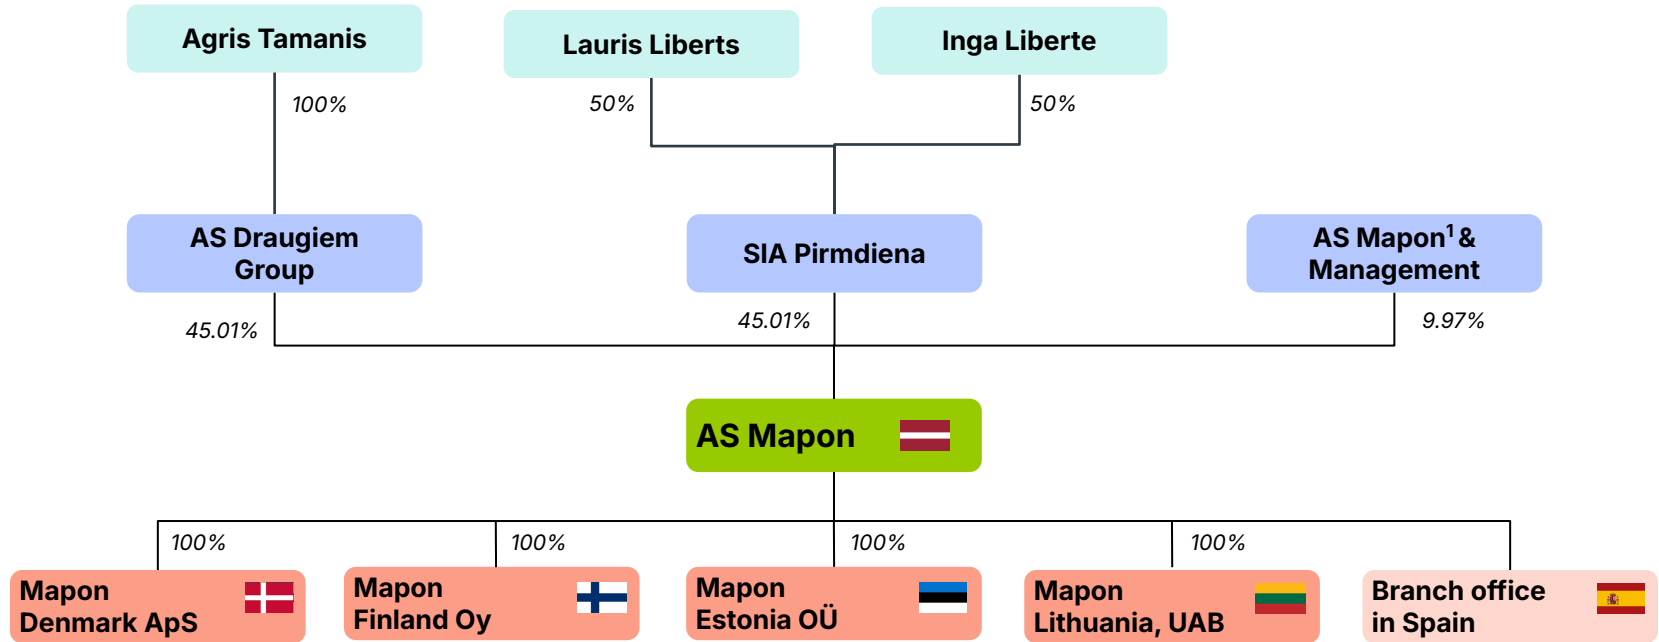 Agris Tamanis
Lauris Liberts
Inga Liberte
100%
50%
50%
AS Draugiem
Group
SIA Pirmdiena
AS Mapon¹ &
Management
45.01%
45.01%
9.97%
AS Mapon
100%
100%
100%
100%
Mapon
Denmark ApS
Mapon
Finland Oy
Mapon
Estonia OÜ
Mapon
Lithuania, UAB
Branch office
in Spain